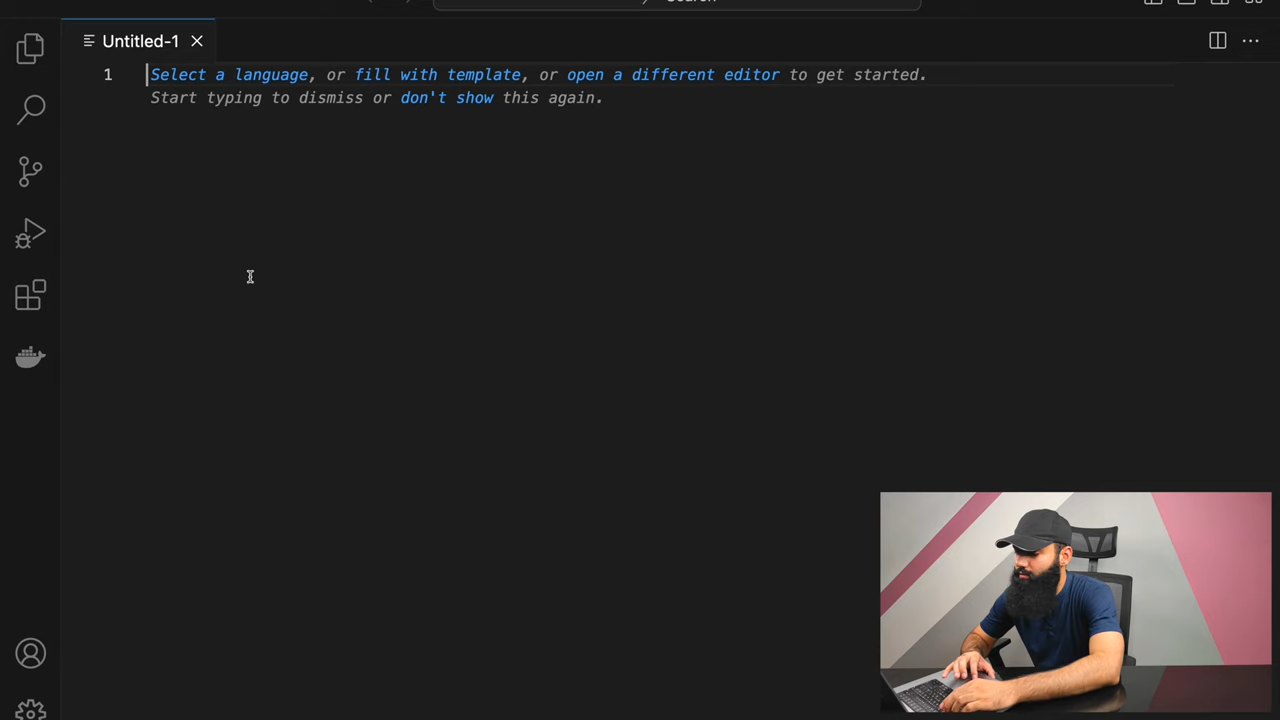 Search
Untitled-1
1
Select a language, or fill with template, or open a different editor to get started.
Start typing to dismiss or don't show this again.